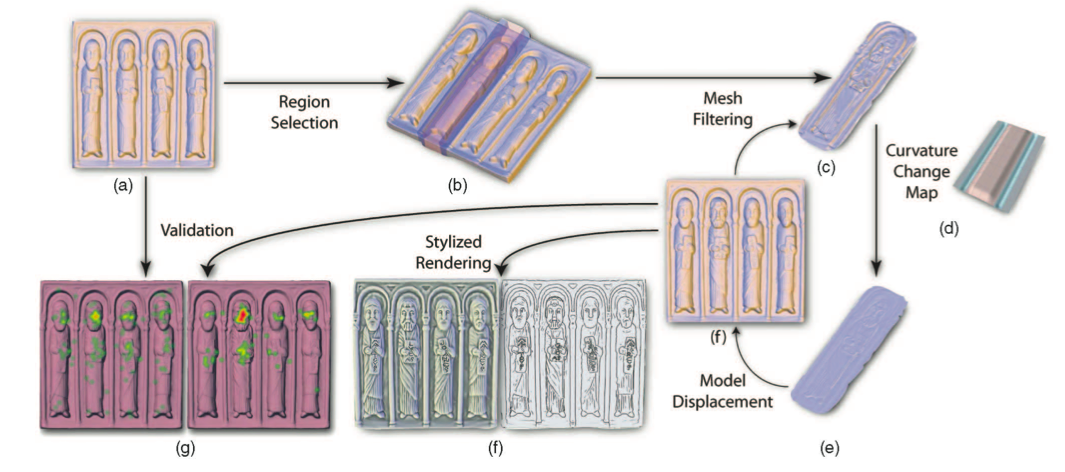 (a)
Region
Selection
(b)
Mesh
Filtering
(c)
Curvature
Change
Map
(d)
Validation
Stylized
Rendering
(f)
Model
Displacement
(g)
(f)
(e)